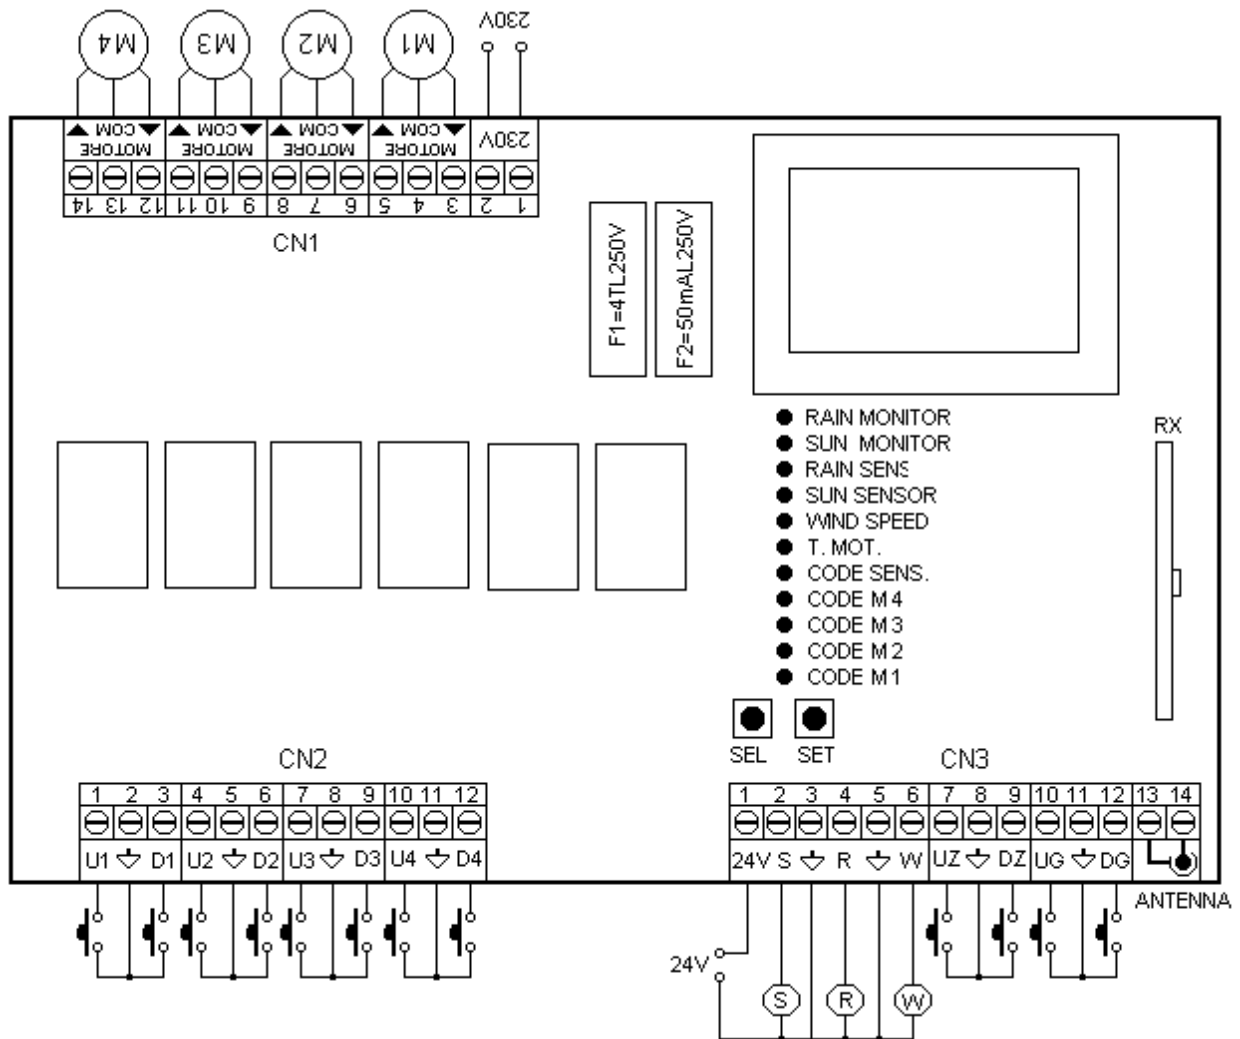 M4 M3 M2 M1 230V
COM COM COM COM
MOTORE MOTORE MOTORE MOTORE 230V
14 13 12 11 10 9 8 7 6 5 4 3 2 1
CN1
F1=4TL250V
F2=50mAL250V
RAIN MONITOR
SUN MONITOR
RAIN SENS
SUN SENSOR
WIND SPEED
T. MOT.
CODE SENS.
CODE M4
CODE M3
CODE M2
CODE M1
RX
SEL SET
CN2
CN3
1 2 3 4 5 6 7 8 9 10 11 12
U1 D1 U2 D2 U3 D3 U4 D4
1 2 3 4 5 6 7 8 9 10 11 12 13 14
24V S R W UZ DZ UG DG
ANTENNA
24V
S R W